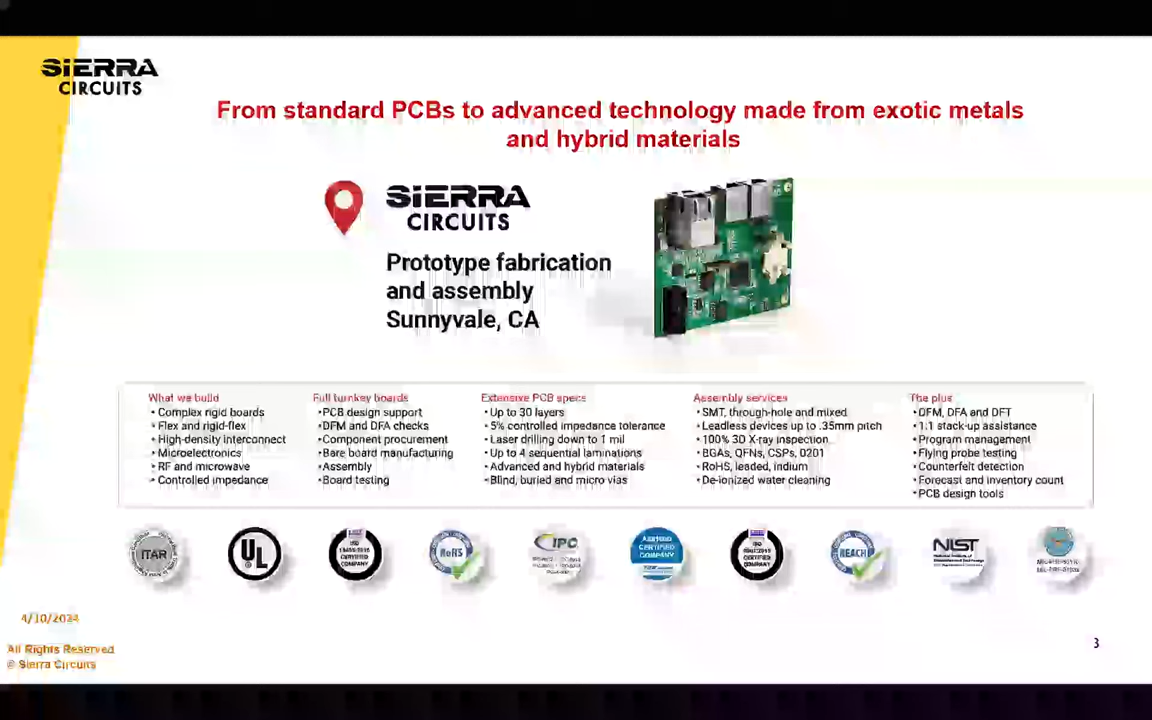 SIERRA
CIRCUITS
From standard PCBs to advanced technology made from exotic metals
and hybrid materials
SIERRA
CIRCUITS
Prototype fabrication
and assembly
Sunnyvale, CA
What we build
• Complex rigid boards
• Flex and rigid-flex
• High-density interconnect
• Microelectronics
• RF and microwave
• Controlled impedance
Full turnkey boards
• PCB design support
• DFM and DFA checks
• Component procurement
• Bare board manufacturing
• Assembly
• Board testing
Extensive PCB specs
• Up to 30 layers
• 5% controlled impedance tolerance
• Laser drilling down to 1 mil
• Up to 4 sequential laminations
• Advanced and hybrid materials
• Blind, buried and micro vias
Assembly services
• SMT, through-hole and mixed
• Leadless devices up to .35mm pitch
• 100% 3D X-ray inspection
• BGAs, QFNs, CSPs, 0201
• RoHS, leaded, indium
• De-ionized water cleaning
The plus
• DFM, DFA and DFT
• 1:1 stack-up assistance
• Program management
• Flying probe testing
• Counterfeit detection
• Forecast and inventory count
• PCB design tools
ITAR
UL
ISO
CERTIFIED
COMPANY
RoHS
IPC
CERTIFIED
COMPANY
ISO
CERTIFIED
COMPANY
REACH
NIST
4/10/2024
All Rights Reserved
© Sierra Circuits
3